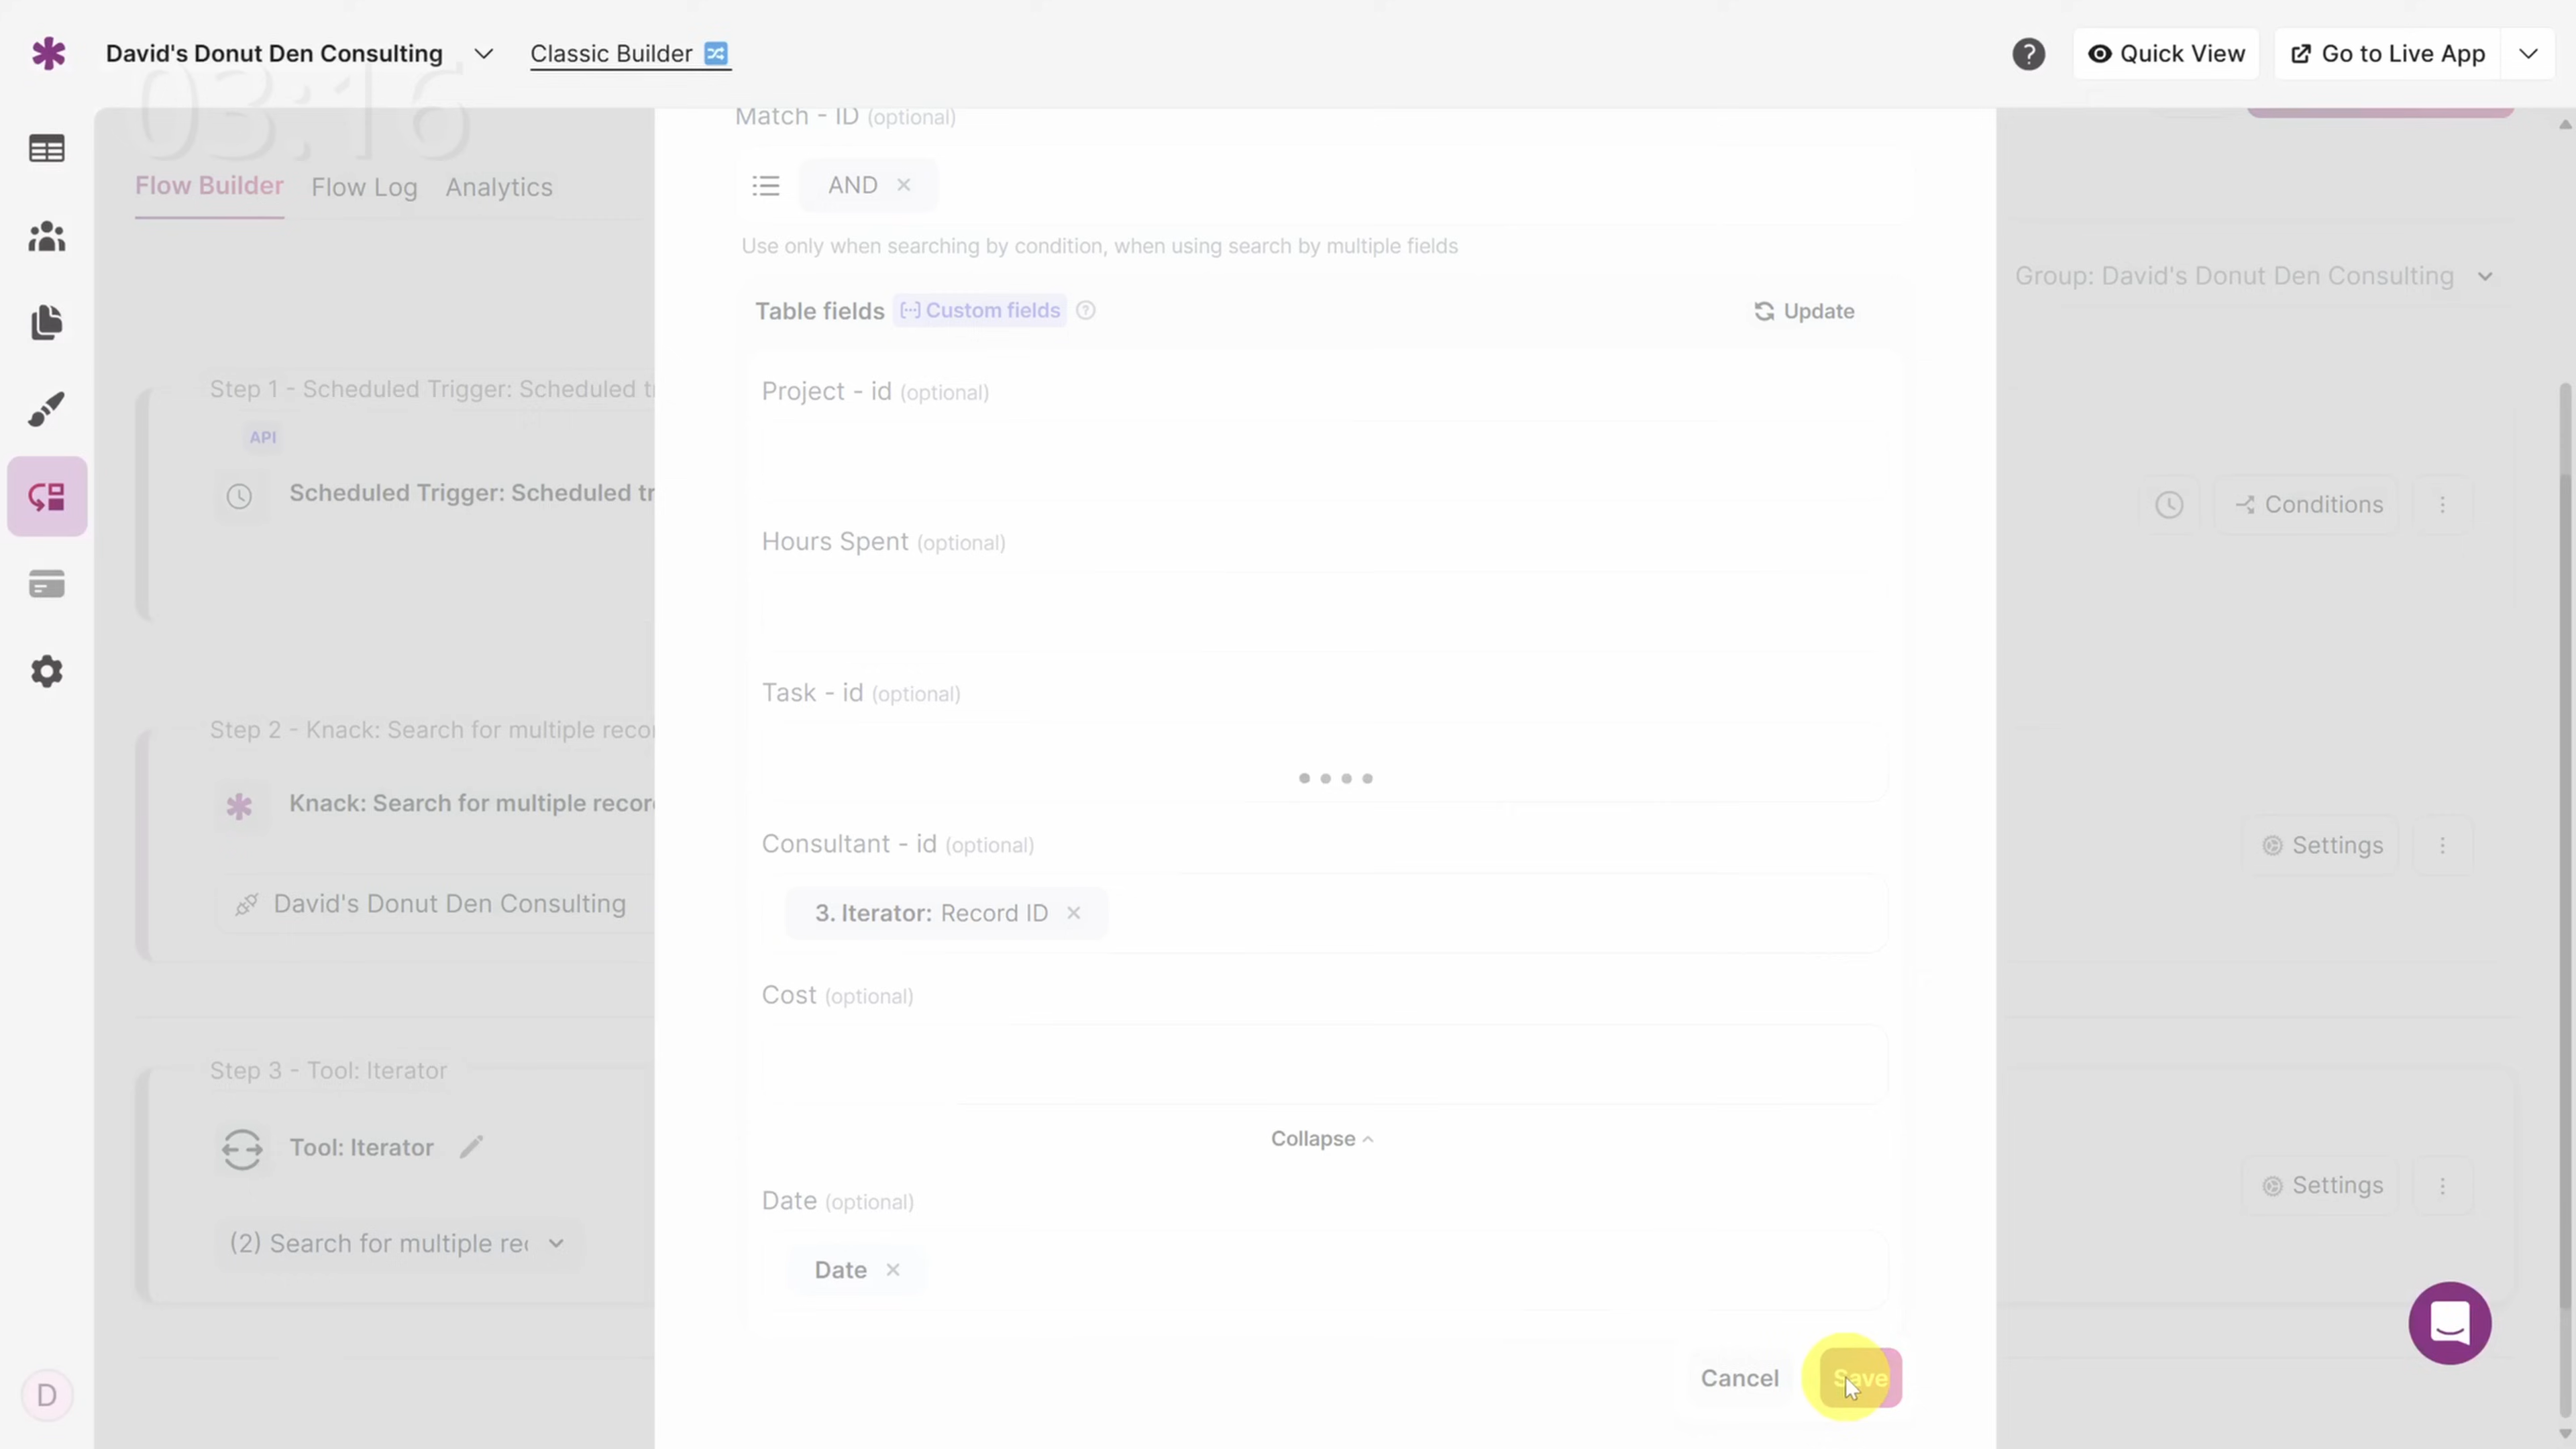 David's Donut Den Consulting
Classic Builder
Quick View
Go to Live App
03:16
Flow Builder
Flow Log
Analytics
Match - ID (optional)
AND
Use only when searching by condition, when using search by multiple fields
Table fields
Custom fields
Update
Group: David's Donut Den Consulting
Project - id (optional)
Step 1 - Scheduled Trigger: Scheduled
API
Scheduled Trigger: Scheduled
Conditions
Hours Spent (optional)
Task - id (optional)
Step 2 - Knack: Search for multiple
Knack: Search for multiple
Settings
David's Donut Den Consulting
Consultant - id (optional)
3. Iterator: Record ID
Cost (optional)
Collapse
Step 3 - Tool: Iterator
Tool: Iterator
Settings
(2) Search for multiple
Date (optional)
Date
Cancel
Save
D